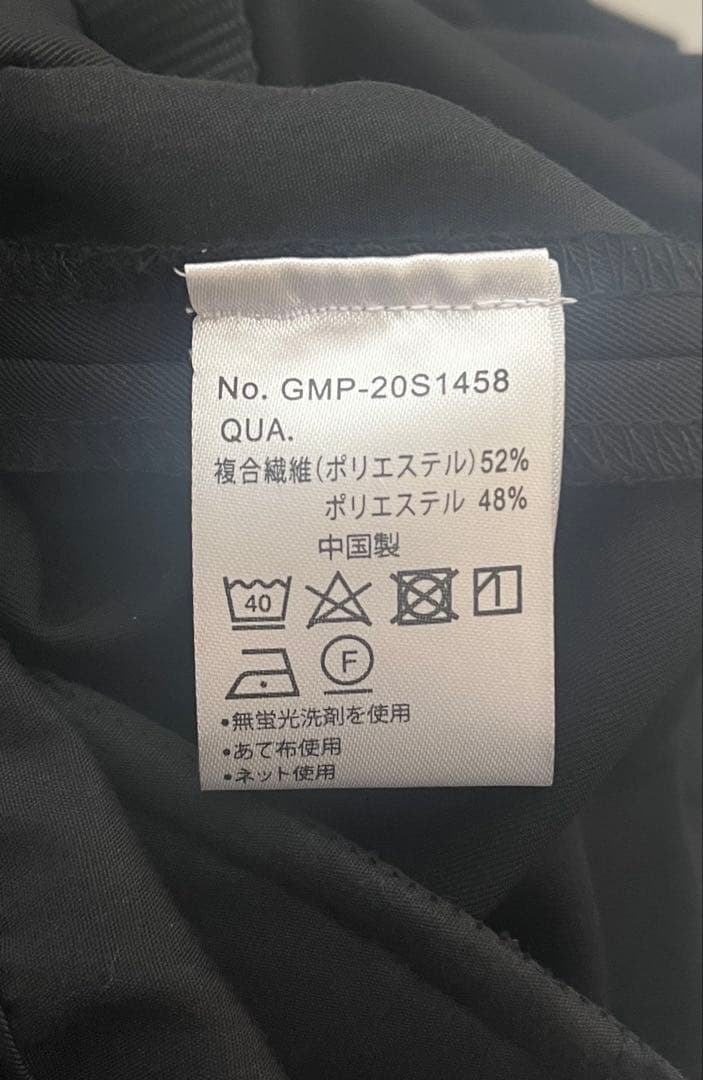 No. GMP-20S1458
QUA.
複合繊維(ポリエステル)52%
ポリエステル 48%
中国製
40
F
•無蛍光洗剤を使用
•あて布使用
•ネット使用